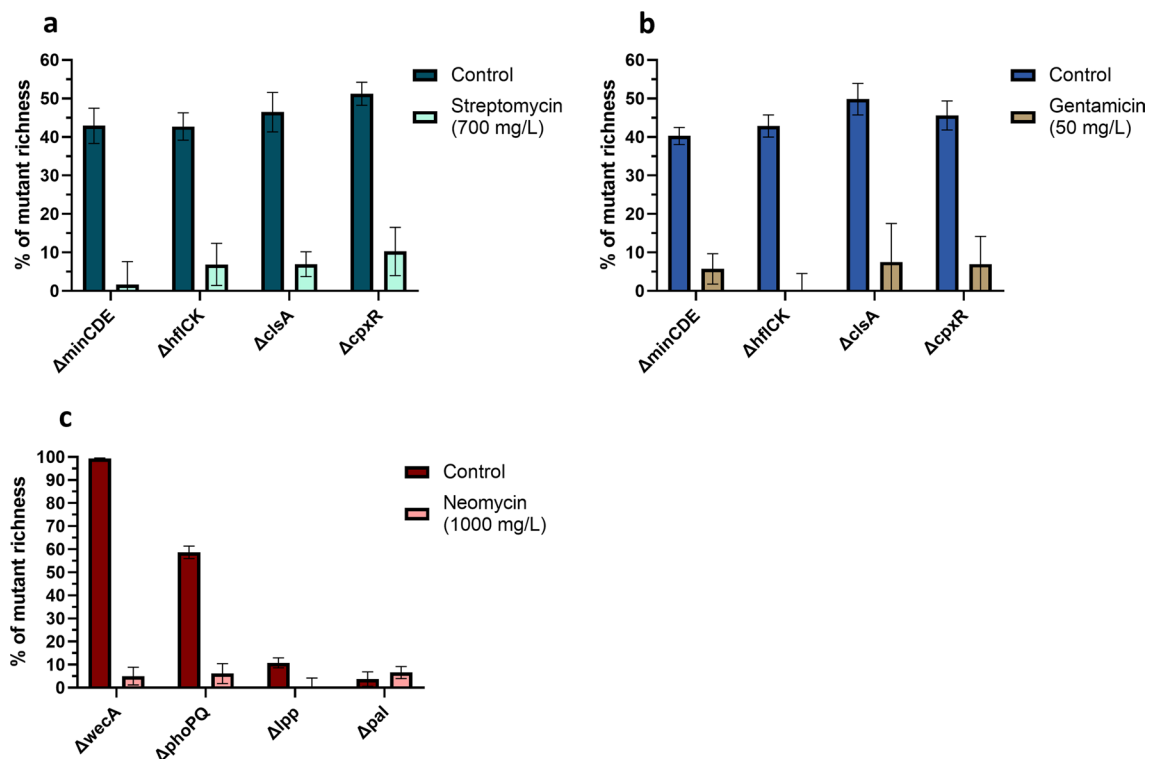 a
% of mutant richness
60
50
40
30
20
10
0
ΔminCDE
ΔhflCK
ΔclsA
ΔcpxR
Control
Streptomycin
(700 mg/L)
b
% of mutant richness
60
50
40
30
20
10
0
ΔminCDE
ΔhflCK
ΔclsA
ΔcpxR
Control
Gentamicin
(50 mg/L)
c
% of mutant richness
100
90
80
70
60
50
40
30
20
10
0
ΔwecA
ΔphoPQ
Δlpp
Δpal
Control
Neomycin
(1000 mg/L)